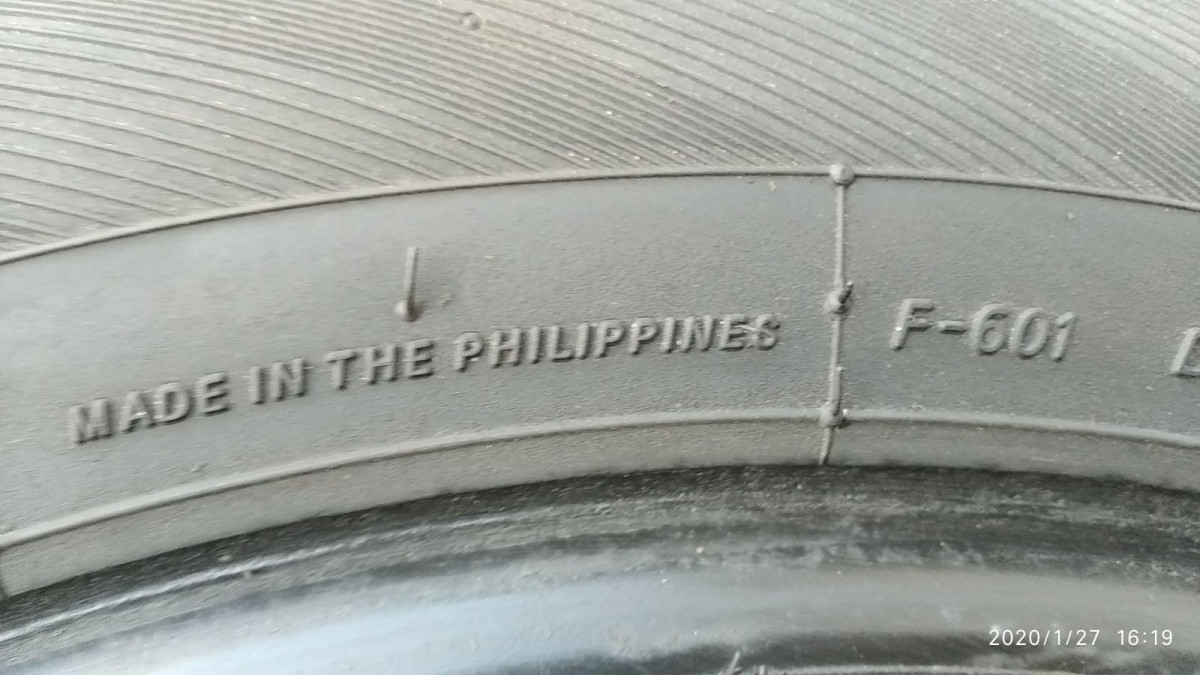 MADE IN THE PHILIPPINES
F-601
2020/1/27 16:19